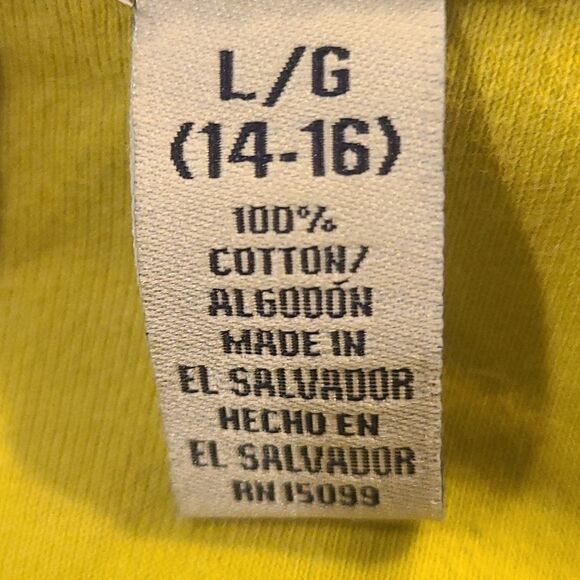 L/G
(14-16)
100%
COTTON/
ALGODÓN
MADE IN
EL SALVADOR
HECHO EN
EL SALVADOR
RN 15099